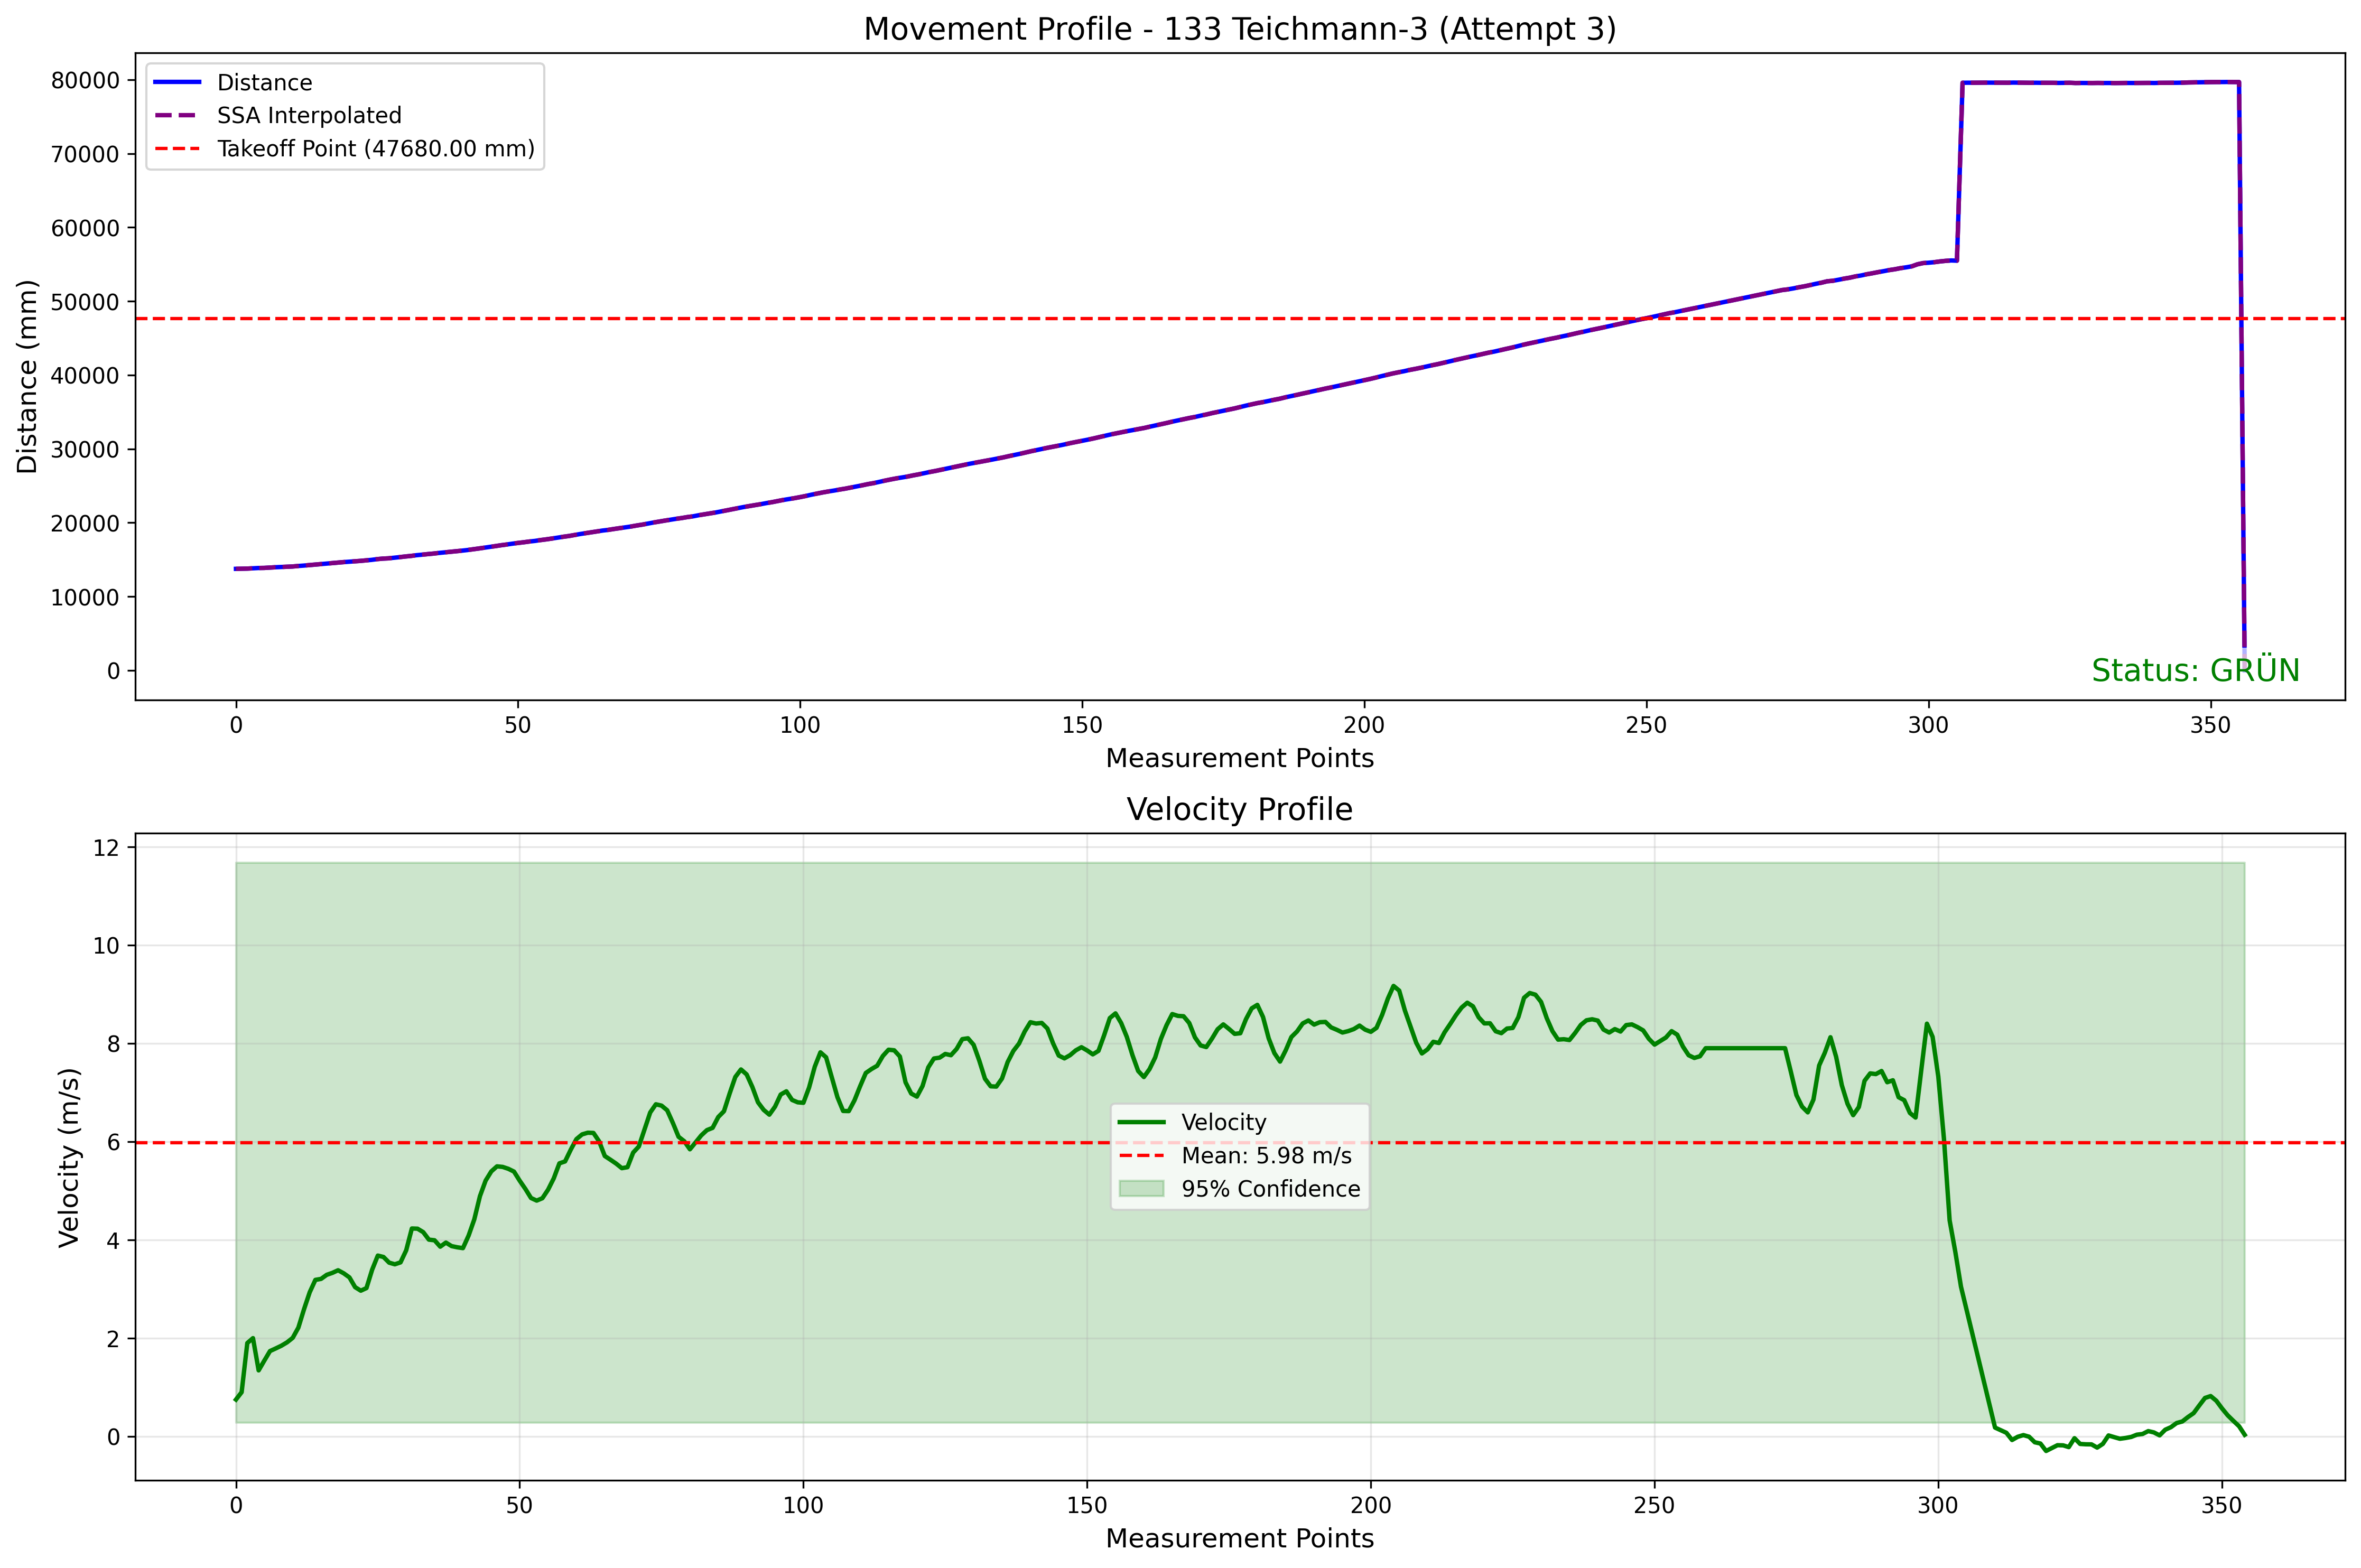 Movement Profile - 133 Teichmann-3 (Attempt 3)
Distance (mm)
80000
70000
60000
50000
40000
30000
20000
10000
0
Distance
SSA Interpolated
Takeoff Point (47680.00 mm)
Status: GRÜN
0 50 100 150 200 250 300 350
Measurement Points
Velocity Profile
Velocity (m/s)
12
10
8
6
4
2
0
Velocity
Mean: 5.98 m/s
95% Confidence
0 50 100 150 200 250 300 350
Measurement Points